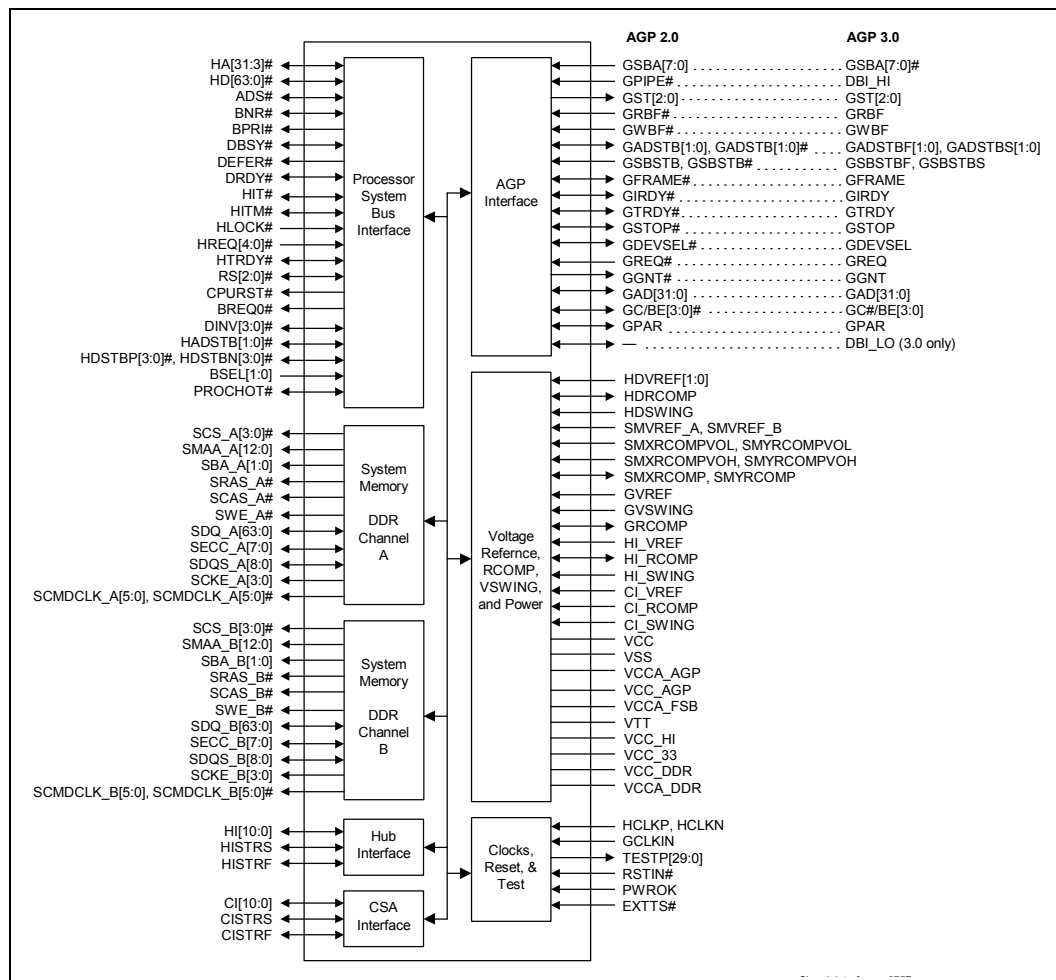 AGP 2.0 AGP 3.0
HA[31:3]#
HD[63:0]#
ADS#
BNR#
BPRI#
DBSY#
DEFER#
DRDY#
HIT#
HITM#
HLOCK#
HREQ[4:0]#
HTRDY#
RS[2:0]#
CPURST#
BREQ0#
DINV[3:0]#
HADSTB[1:0]#
HDSTBP[3:0]#, HDSTBN[3:0]#
BSEL[1:0]
PROCHOT#
Processor
System
Bus
Interface
SCS_A[3:0]#
SMAA_A[12:0]
SBA_A[1:0]
SRAS_A#
SCAS_A#
SWE_A#
SDQ_A[63:0]
SECC_A[7:0]
SDQS_A[8:0]
SCKE_A[3:0]
SCMDCLK_A[5:0], SCMDCLK_A[5:0]#
System
Memory
DDR
Channel
A
SCS_B[3:0]#
SMAA_B[12:0]
SBA_B[1:0]
SRAS_B#
SCAS_B#
SWE_B#
SDQ_B[63:0]
SECC_B[7:0]
SDQS_B[8:0]
SCKE_B[3:0]
SCMDCLK_B[5:0], SCMDCLK_B[5:0]#
System
Memory
DDR
Channel
B
HI[10:0]
HISTRS
HISTRF
Hub
Interface
CI[10:0]
CISTRS
CISTRF
CSA
Interface
AGP
Interface
GSBA[7:0] GSBA[7:0]#
GPIPE# DBI_HI
GST[2:0] GST[2:0]
GRBF# GRBF
GWBF# GWBF
GADSTB[1:0], GADSTB[1:0]# GADSTBF[1:0], GADSTBS[1:0]
GSBSTB, GSBSTB# GSBSTBF, GSBSTBS
GFRAME# GFRAME
GIRDY# GIRDY
GTRDY# GTRDY
GSTOP# GSTOP
GDEVSEL# GDEVSEL
GREQ# GREQ
GGNT# GGNT
GAD[31:0] GAD[31:0]
GC/BE[3:0]# GC#/BE[3:0]
GPAR GPAR
— DBI_LO (3.0 only)
Voltage
Refernce,
RCOMP,
VSWING,
and Power
HDVREF[1:0]
HDRCOMP
HDSWING
SMVREF_A, SMVREF_B
SMXRCOMPVOL, SMYRCOMPVOL
SMXRCOMPVOH, SMYRCOMPVOH
SMXRCOMP, SMYRCOMP
GVREF
GVSWING
GRCOMP
HI_VREF
HI_RCOMP
HI_SWING
CI_VREF
CI_RCOMP
CI_SWING
VCC
VSS
VCCA_AGP
VCC_AGP
VCCA_FSB
VTT
VCC_HI
VCC_33
VCC_DDR
VCCA_DDR
Clocks,
Reset, &
Test
HCLKP, HCLKN
GCLKIN
TESTP[29:0]
RSTIN#
PWROK
EXTTS#